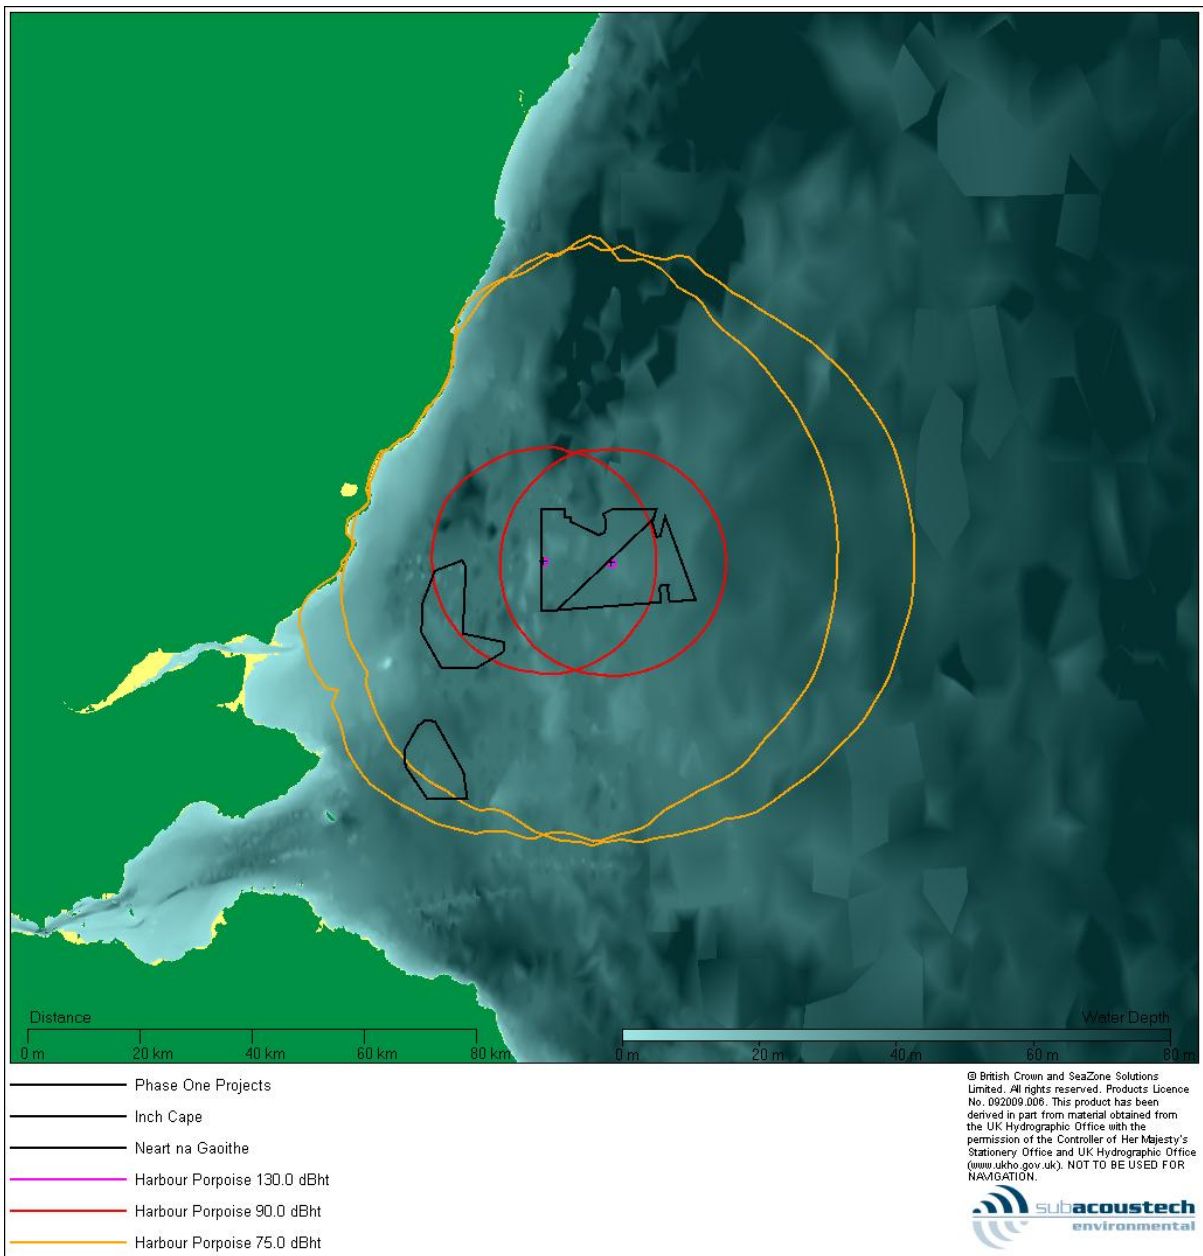 Distance
0 m 20 km 40 km 60 km 80 km
Water Depth
0 m 20 m 40 m 60 m 80 m
Phase One Projects
Inch Cape
Neart na Gaoithe
Harbour Porpoise 130.0 dBht
Harbour Porpoise 90.0 dBht
Harbour Porpoise 75.0 dBht
© British Crown and SeaZone Solutions
Limited. All rights reserved. Products Licence
No. 092009.006. This product has been
derived in part from material obtained from
the UK Hydrographic Office with the
permission of the Controller of Her Majesty's
Stationery Office and UK Hydrographic Office
(www.ukho.gov.uk). NOT TO BE USED FOR
NAVIGATION.
subacoustech
environmental